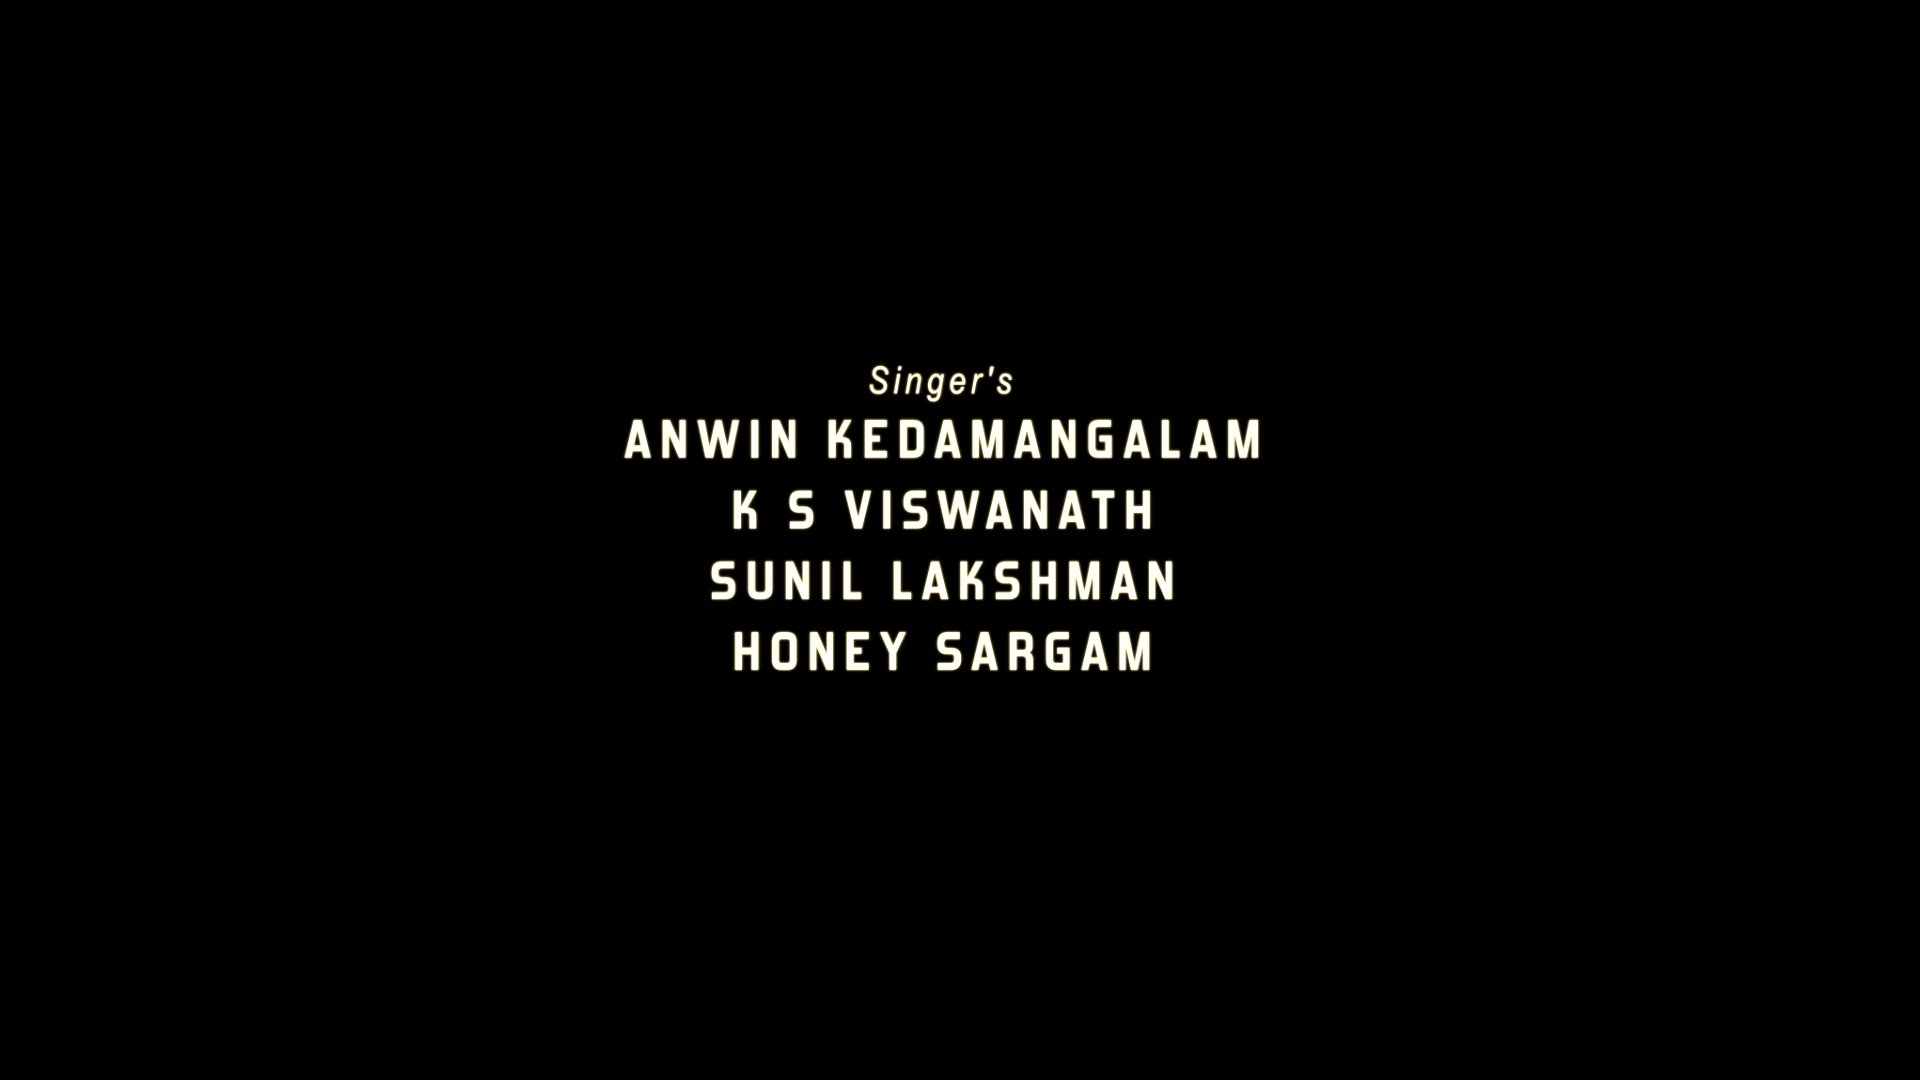 Singer's
ANWIN KEDAMANGALAM
K S VISWANATH
SUNIL LAKSHMAN
HONEY SARGAM